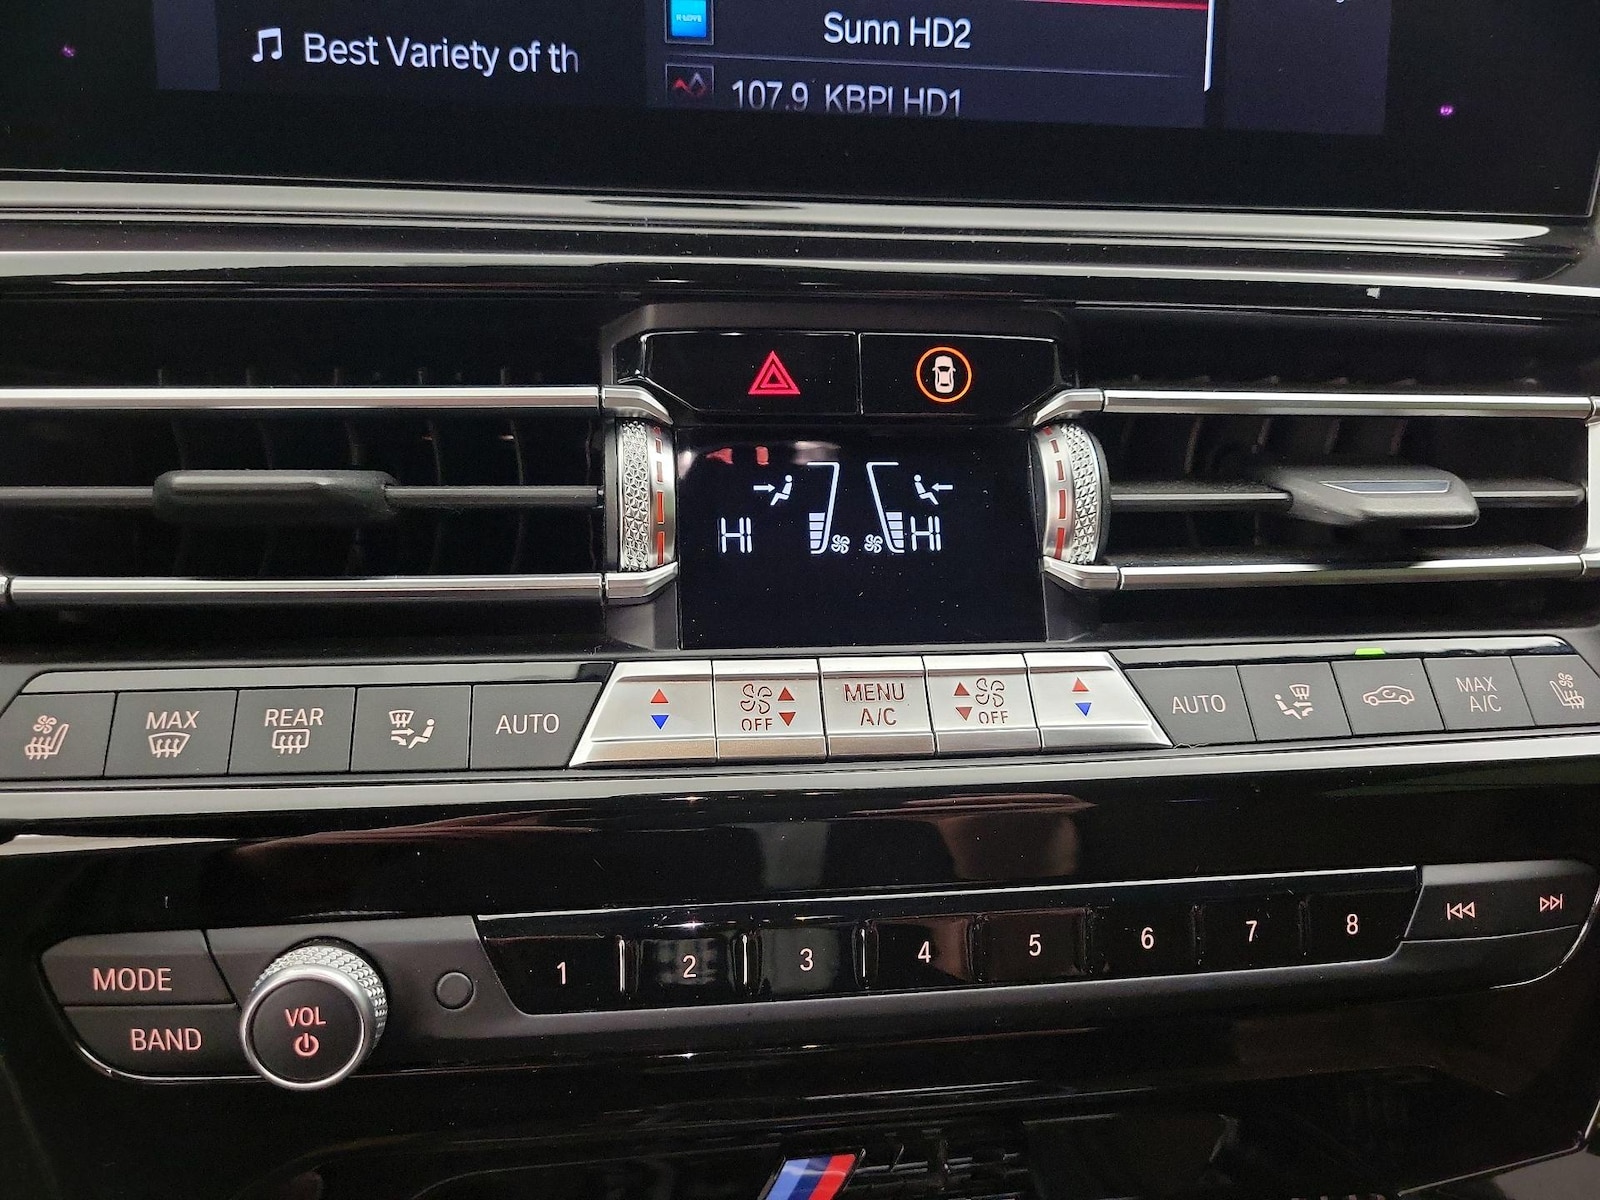 Best Variety of th
K-LOVE
Sunn HD2
107.9 KBPI HD1
HI HI
MAX
REAR
AUTO
OFF
MENU
A/C
OFF
AUTO
MAX
A/C
MODE
BAND
VOL
1 2 3 4 5 6 7 8